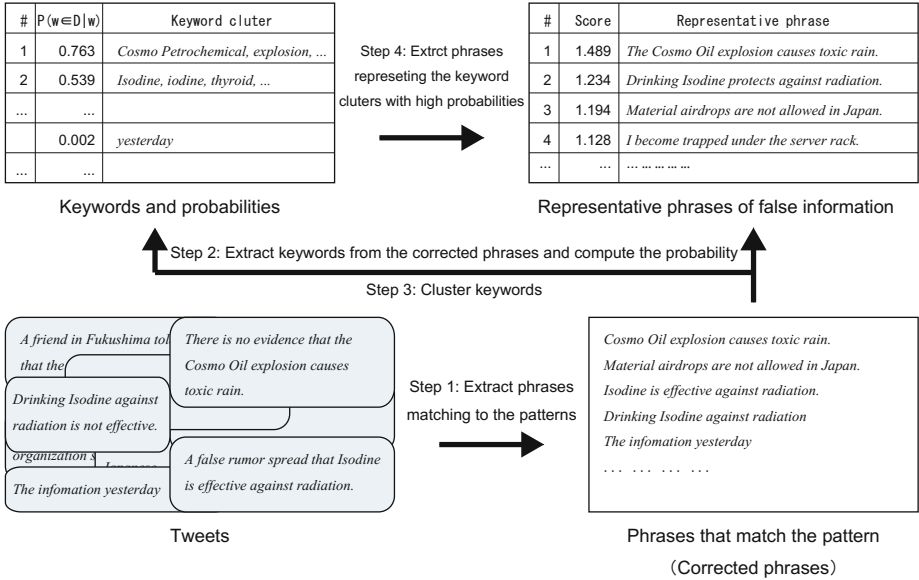 # P(w∈D|w) Keyword cluter
1 0.763 Cosmo Petrochemical, explosion, ...
2 0.539 Isodine, iodine, thyroid, ...
... ...
0.002 yesterday
... ...
Keywords and probabilities
Step 4: Extrct phrases
represeting the keyword
cluters with high probabilities
# Score Representative phrase
1 1.489 The Cosmo Oil explosion causes toxic rain.
2 1.234 Drinking Isodine protects against radiation.
3 1.194 Material airdrops are not allowed in Japan.
4 1.128 I become trapped under the server rack.
... ... ... ... ... ...
Representative phrases of false information
Step 2: Extract keywords from the corrected phrases and compute the probability
Step 3: Cluster keywords
A friend in Fukushima tol
that the
There is no evidence that the
Cosmo Oil explosion causes
toxic rain.
Drinking Isodine against
radiation is not effective.
organization s
A false rumor spread that Isodine
is effective against radiation.
The infomation yesterday
Tweets
Step 1: Extract phrases
matching to the patterns
Cosmo Oil explosion causes toxic rain.
Material airdrops are not allowed in Japan.
Isodine is effective against radiation.
Drinking Isodine against radiation
The infomation yesterday
... ... ... ...
Phrases that match the pattern
(Corrected phrases)